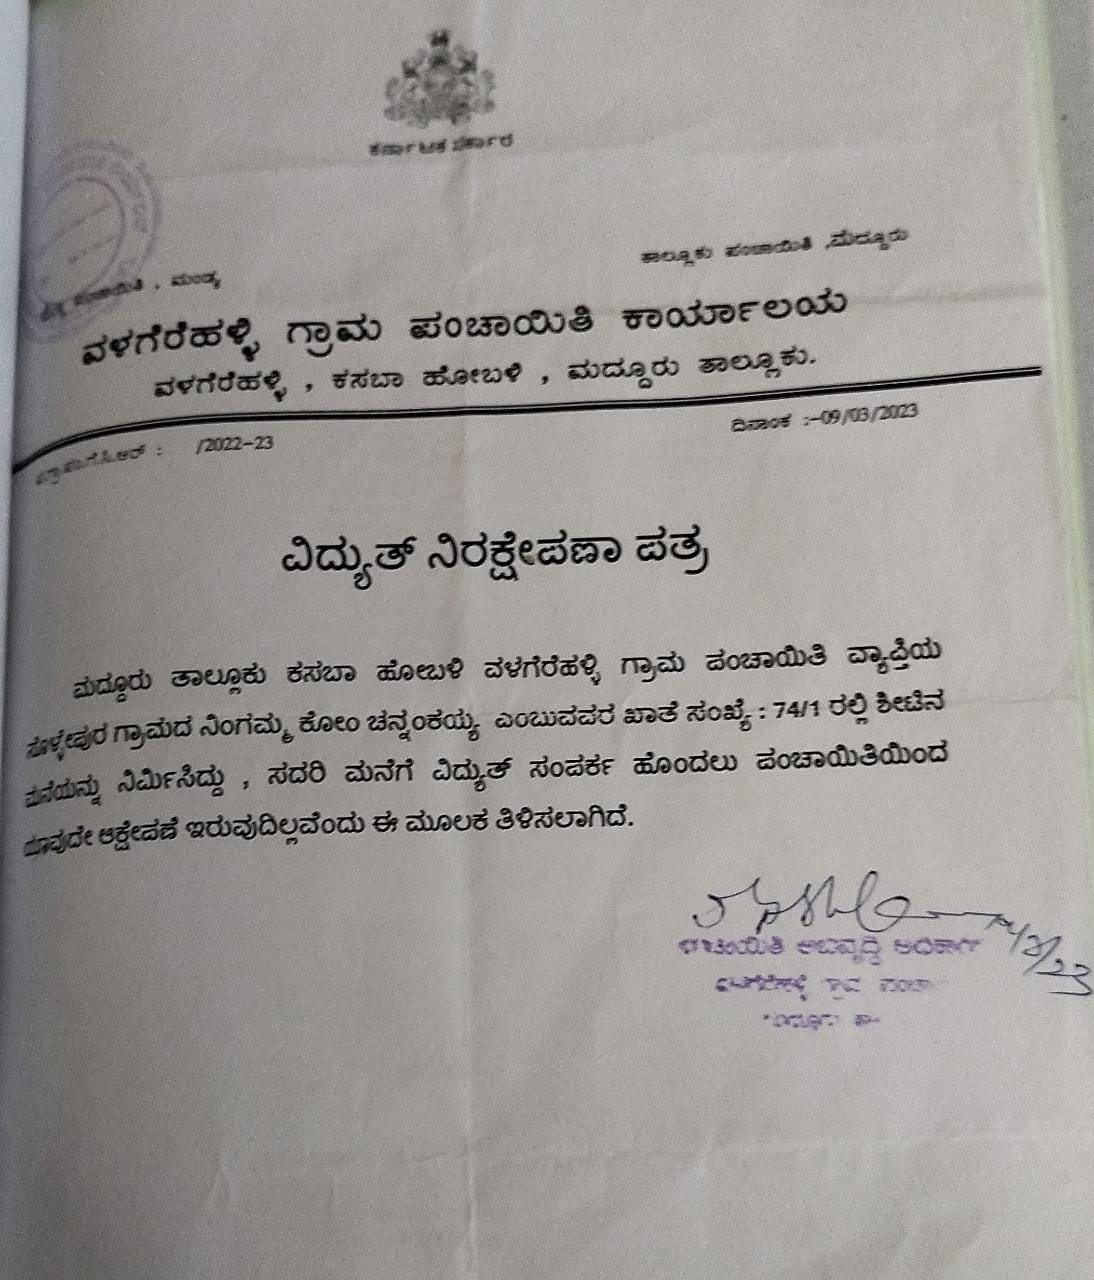 ಕರ್ನಾಟಕ ಸರ್ಕಾರ
ಪಂಚಾಯಿತಿ , ಮಂಡ್ಯ
ತಾಲ್ಲೂಕು ಪಂಚಾಯಿತಿ ,ಮದ್ದೂರು
ವಳಗೆರೆಹಳ್ಳಿ ಗ್ರಾಮ ಪಂಚಾಯಿತಿ ಕಾರ್ಯಾಲಯ
ವಳಗೆರೆಹಳ್ಳಿ , ಕಸಬಾ ಹೋಬಳಿ , ಮದ್ದೂರು ತಾಲ್ಲೂಕು.
/2022-23
ದಿನಾಂಕ :-09/03/2023
ವಿದ್ಯುತ್ ನಿರಕ್ಷೇಪಣಾ ಪತ್ರ
ಮದ್ದೂರು ತಾಲ್ಲೂಕು ಕಸಬಾ ಹೋಬಳಿ ವಳಗೆರೆಹಳ್ಳಿ ಗ್ರಾಮ ಪಂಚಾಯಿತಿ ವ್ಯಾಪ್ತಿಯ
ಗ್ರಾಮದ ನಿಂಗಮ್ಮ ಕೋಂ ಚನ್ನಂಕಯ್ಯ ಎಂಬುವವರ ಖಾತೆ ಸಂಖ್ಯೆ : 74/1 ರಲ್ಲಿ ಶೀಟಿನ
ಮನೆಯನ್ನು ನಿರ್ಮಿಸಿದ್ದು , ಸದರಿ ಮನೆಗೆ ವಿದ್ಯುತ್ ಸಂಪರ್ಕ ಹೊಂದಲು ಪಂಚಾಯಿತಿಯಿಂದ
ಯಾವುದೇ ಆಕ್ಷೇಪಣೆ ಇರುವುದಿಲ್ಲವೆಂದು ಈ ಮೂಲಕ ತಿಳಿಸಲಾಗಿದೆ.
ಪಂಚಾಯಿತಿ ಅಭಿವೃದ್ಧಿ ಅಧಿಕಾರಿ